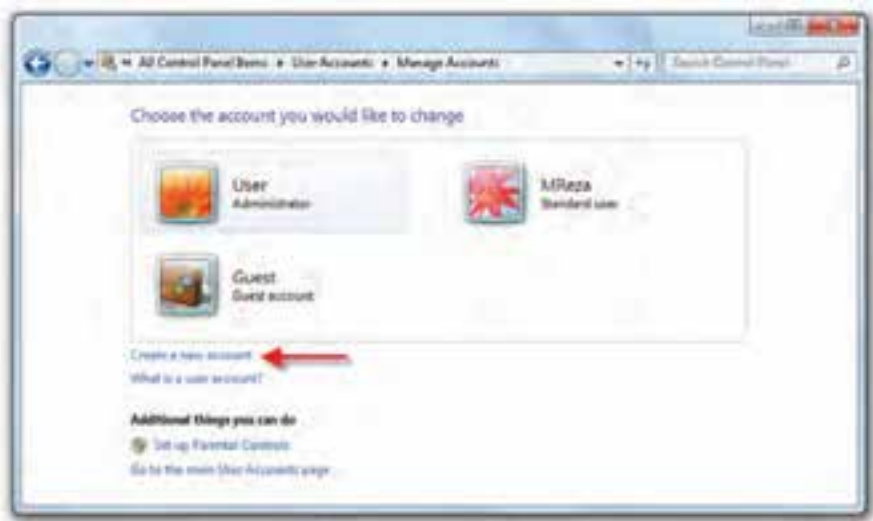 All Control Panel Items ▸ User Accounts ▸ Manage Accounts
Search Control Panel
Choose the account you would like to change
User
Administrator
MReza
Standard user
Guest
Guest account
Create a new account
What is a user account?
Additional things you can do
Set up Parental Controls
Go to the main User Accounts page